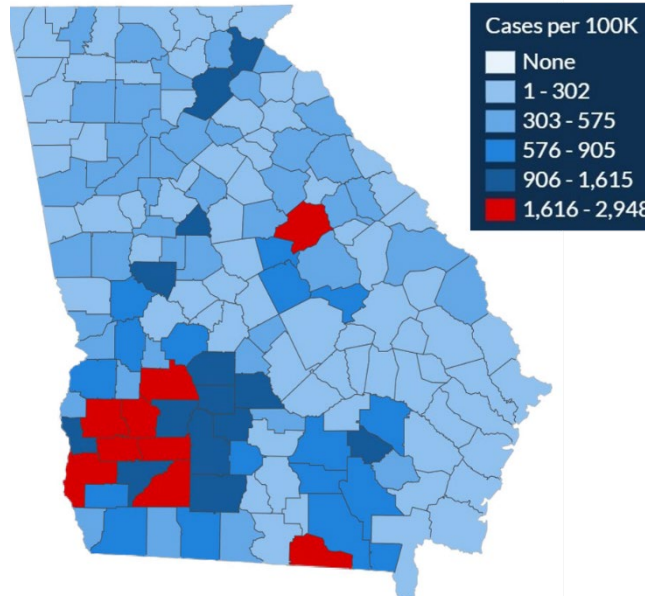 Cases per 100K
None
1 - 302
303 - 575
576 - 905
906 - 1,615
1,616 - 2,948